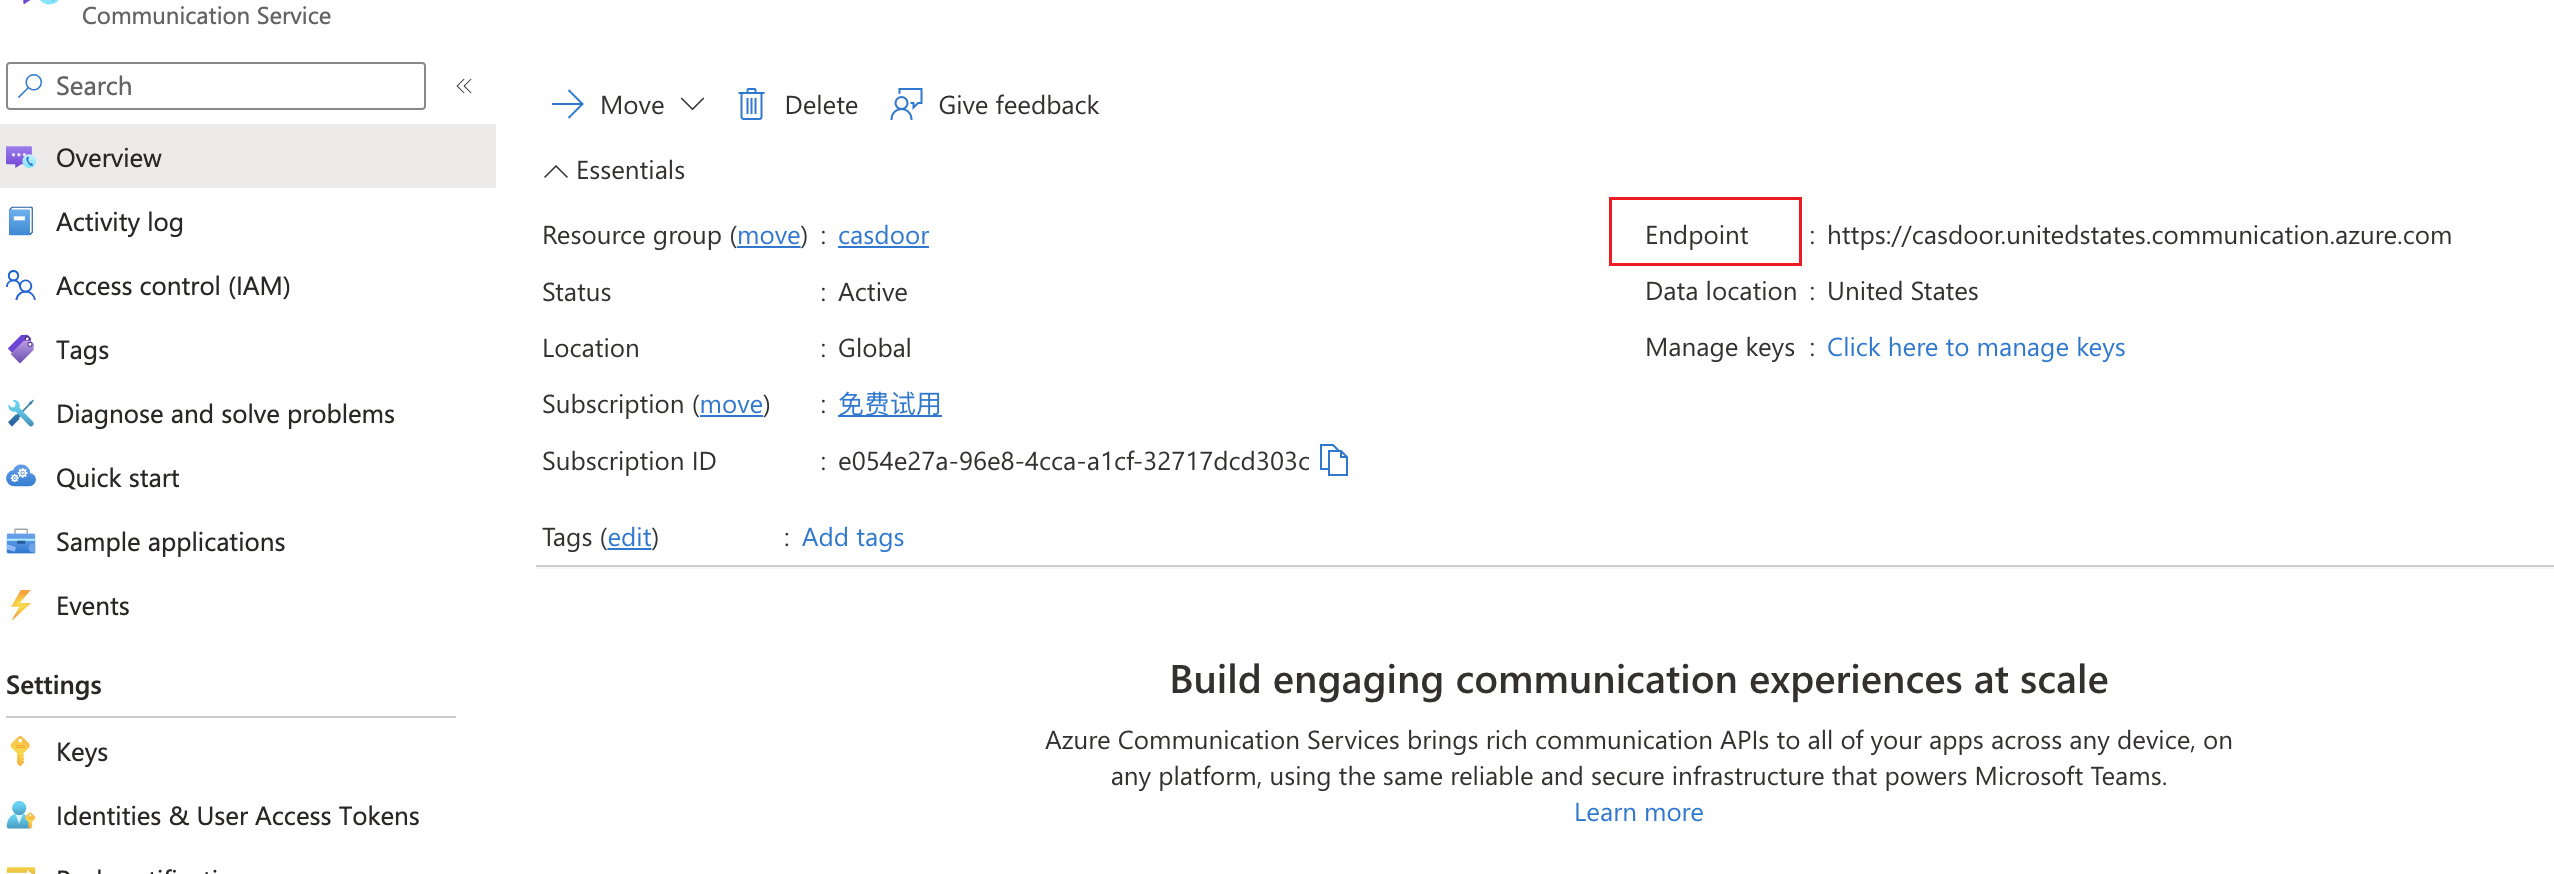 Communication Service
Search
«
Overview
Activity log
Access control (IAM)
Tags
Diagnose and solve problems
Quick start
Sample applications
Events
Settings
Keys
Identities & User Access Tokens
Move
Delete
Give feedback
Essentials
Resource group (move) : casdoor
Status : Active
Location : Global
Subscription (move) : 免费试用
Subscription ID : e054e27a-96e8-4cca-a1cf-32717dcd303c
Tags (edit) : Add tags
Endpoint : https://casdoor.unitedstates.communication.azure.com
Data location : United States
Manage keys : Click here to manage keys
Build engaging communication experiences at scale
Azure Communication Services brings rich communication APIs to all of your apps across any device, on
any platform, using the same reliable and secure infrastructure that powers Microsoft Teams.
Learn more